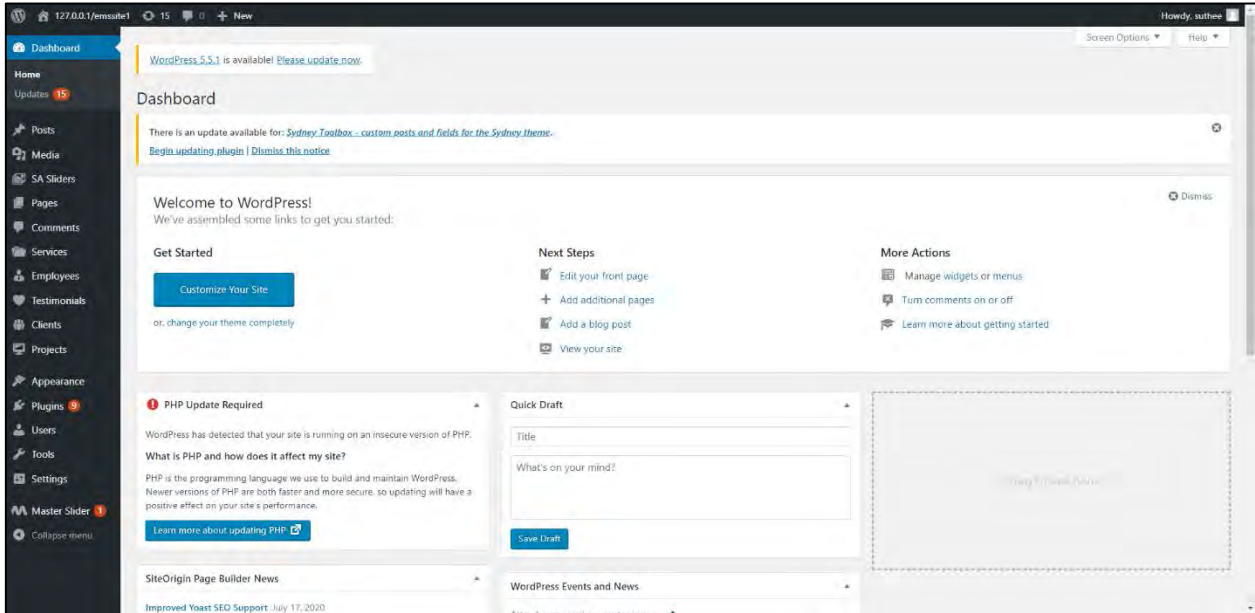 127.0.0.1/emssite1 15 0 New
Howdy, suthee
Screen Options Help
Dashboard
Home
Updates 15
Posts
Media
SA Sliders
Pages
Comments
Services
Employees
Testimonials
Clients
Projects
Appearance
Plugins 9
Users
Tools
Settings
Master Slider 1
Collapse menu
WordPress 5.5.1 is available! Please update now.
Dashboard
There is an update available for: Sydney Toolbox - custom posts and fields for the Sydney theme.
Begin updating plugin | Dismiss this notice
Welcome to WordPress!
Dismiss
We've assembled some links to get you started:
Get Started
Customize Your Site
or, change your theme completely
Next Steps
Edit your front page
Add additional pages
Add a blog post
View your site
More Actions
Manage widgets or menus
Turn comments on or off
Learn more about getting started
PHP Update Required
WordPress has detected that your site is running on an insecure version of PHP.
What is PHP and how does it affect my site?
PHP is the programming language we use to build and maintain WordPress.
Newer versions of PHP are both faster and more secure, so updating will have a
positive effect on your site's performance.
Learn more about updating PHP
SiteOrigin Page Builder News
Improved Yoast SEO Support July 17, 2020
Quick Draft
Title
What's on your mind?
Save Draft
WordPress Events and News